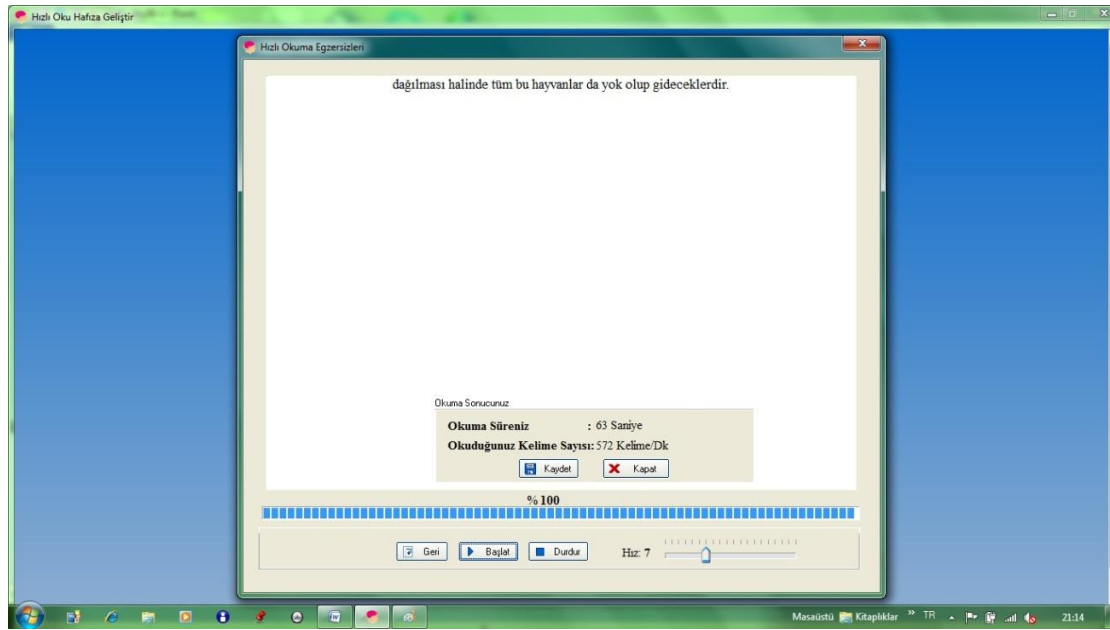 Hızlı Oku Hafıza Geliştir
Hızlı Okuma Egzersizleri
dağılması halinde tüm bu hayvanlar da yok olup gideceklerdir.
Okuma Sonucunuz
Okuma Süreniz : 63 Saniye
Okuduğunuz Kelime Sayısı: 572 Kelime/Dk
Kaydet Kapat
% 100
Geri Başlat Durdur Hız: 7
Masaüstü Kitaplıklar » TR 21:14